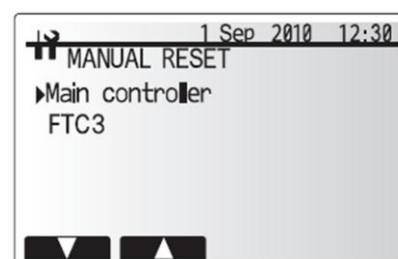 1 Sep 2010 12:30
MANUAL RESET
Main controller
FTC3